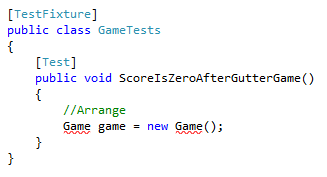 [TestFixture]
public class GameTests
{
    [Test]
    public void ScoreIsZeroAfterGutterGame()
    {
        //Arrange
        Game game = new Game();
    }
}